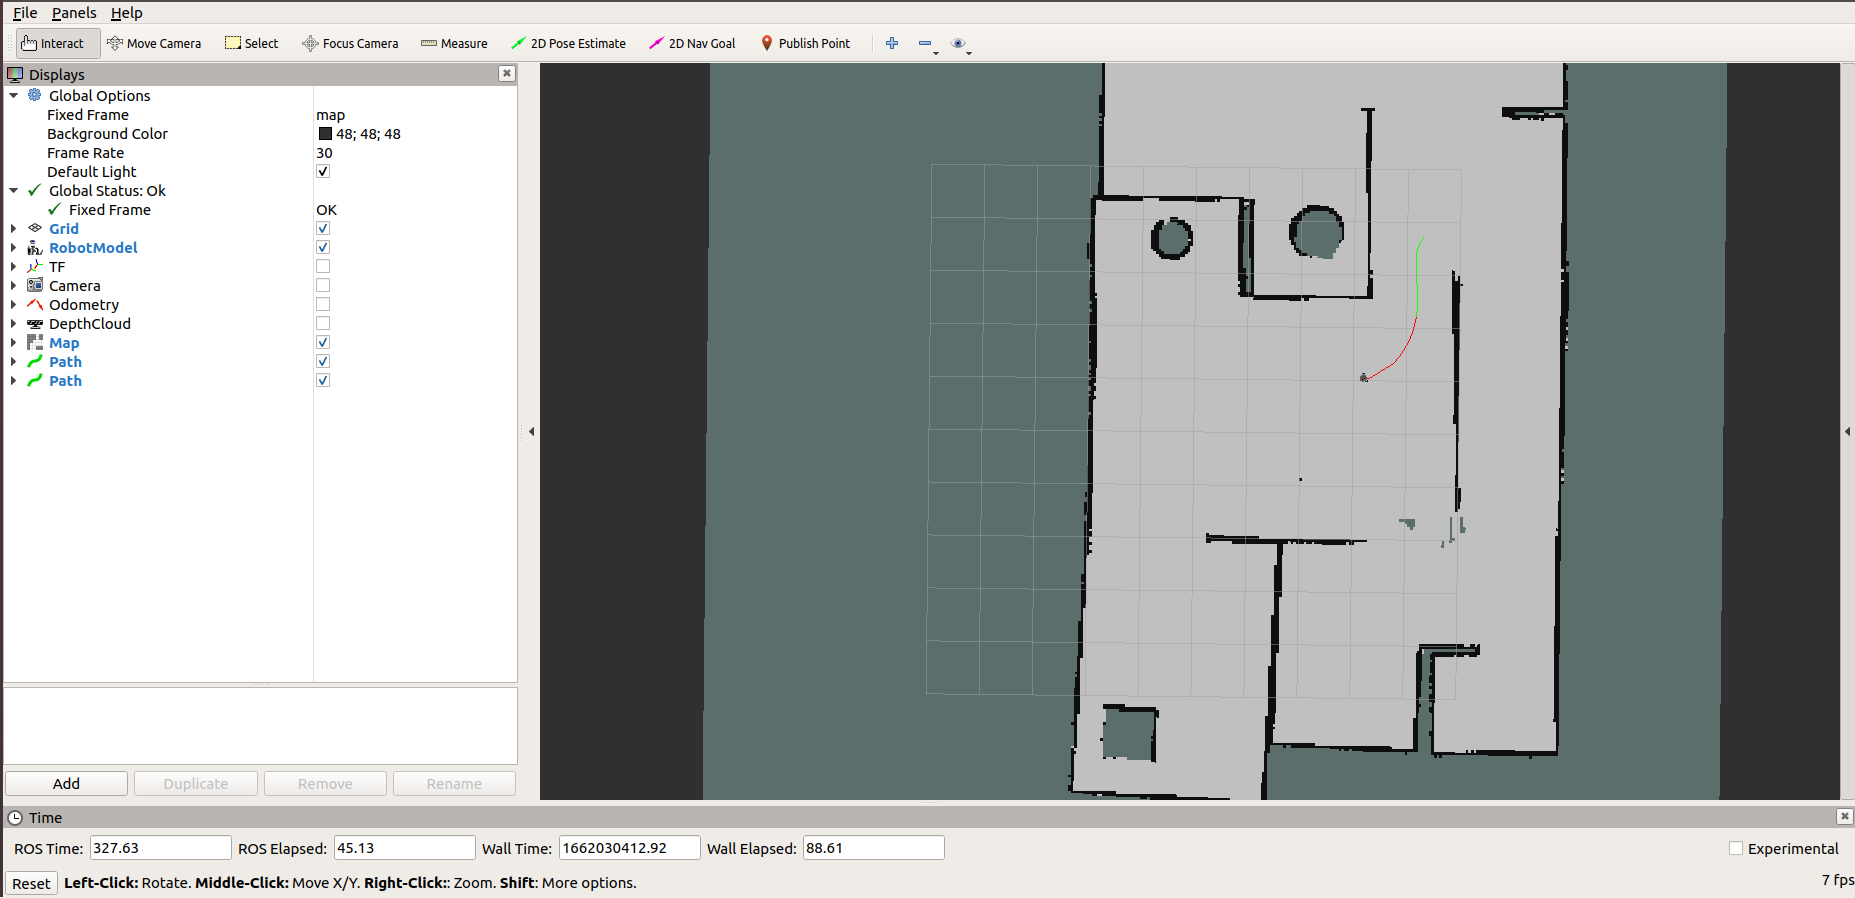 File Panels Help
Interact Move Camera Select Focus Camera Measure 2D Pose Estimate 2D Nav Goal Publish Point
Displays
Global Options
Fixed Frame map
Background Color 48; 48; 48
Frame Rate 30
Default Light
Global Status: Ok
Fixed Frame OK
Grid
RobotModel
TF
Camera
Odometry
DepthCloud
Map
Path
Path
Add Duplicate Remove Rename
Time
ROS Time: 327.63 ROS Elapsed: 45.13 Wall Time: 1662030412.92 Wall Elapsed: 88.61 Experimental
Reset Left-Click: Rotate. Middle-Click: Move X/Y. Right-Click:: Zoom. Shift: More options. 7 fps